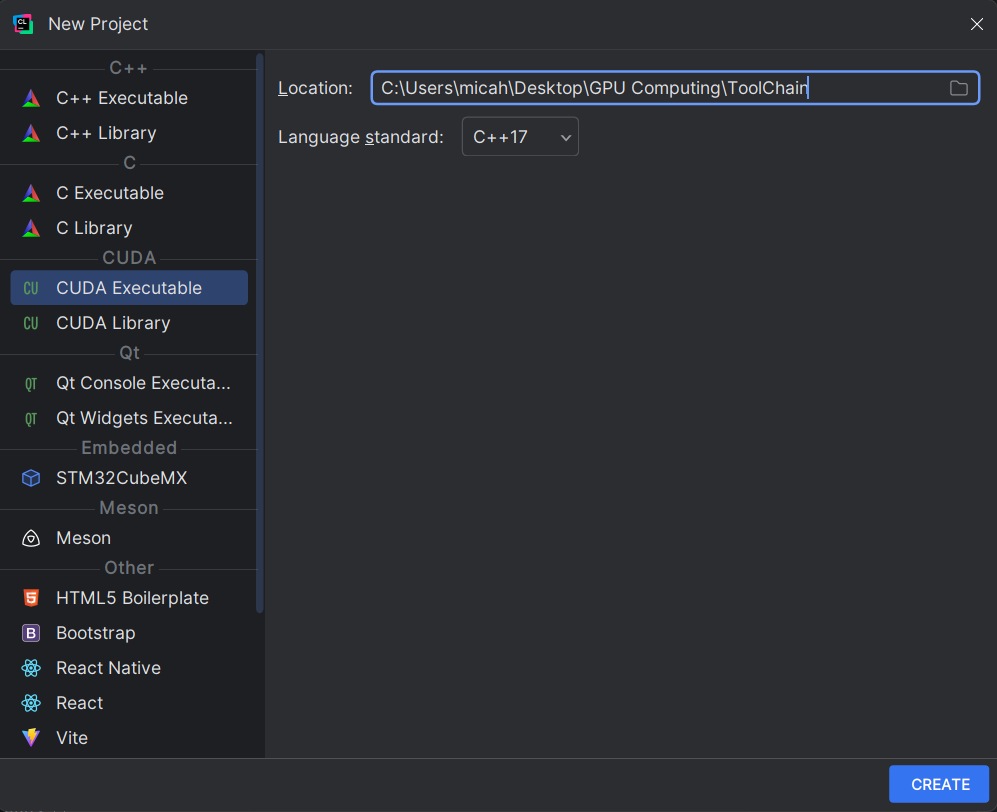 New Project
C++
C++ Executable
C++ Library
C
C Executable
C Library
CUDA
CU CUDA Executable
CU CUDA Library
Qt
QT Qt Console Executa...
QT Qt Widgets Executa...
Embedded
STM32CubeMX
Meson
Meson
Other
5 HTML5 Boilerplate
B Bootstrap
React Native
React
Vite
Location: C:\Users\micah\Desktop\GPU Computing\ToolChain
Language standard: C++17
CREATE